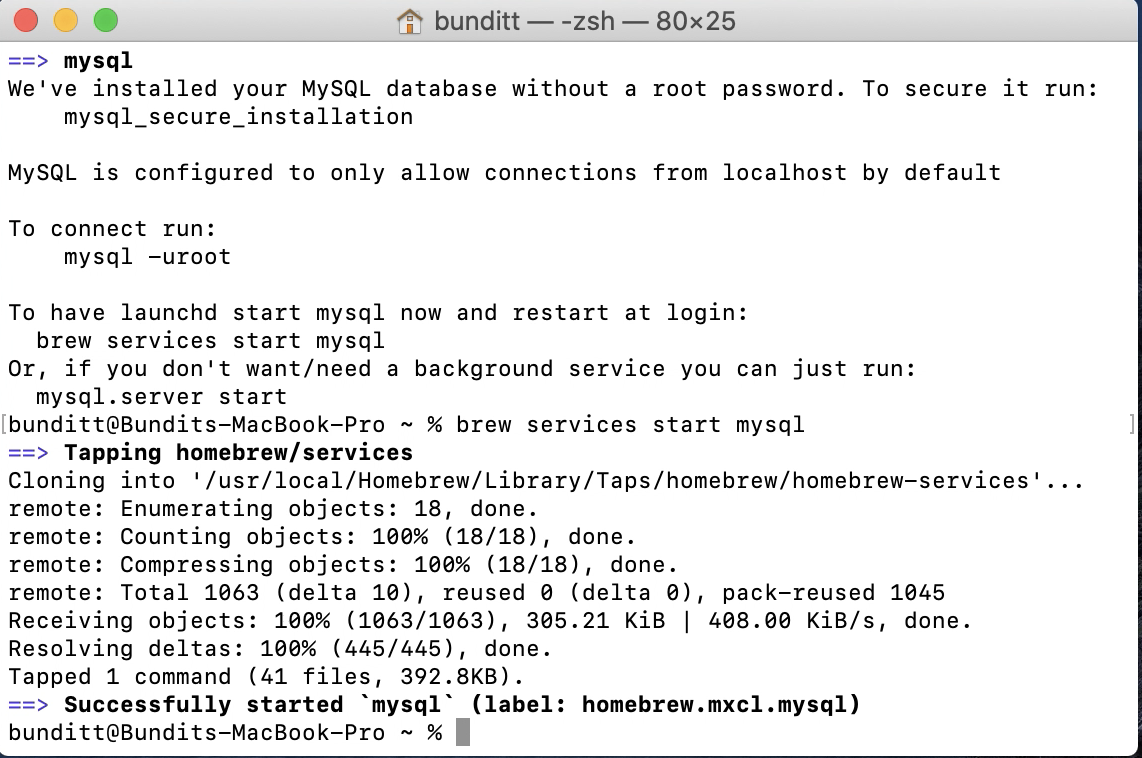 bunditt — -zsh — 80×25
==> mysql
We've installed your MySQL database without a root password. To secure it run:
    mysql_secure_installation

MySQL is configured to only allow connections from localhost by default

To connect run:
    mysql -uroot

To have launchd start mysql now and restart at login:
  brew services start mysql
Or, if you don't want/need a background service you can just run:
  mysql.server start
[bunditt@Bundits-MacBook-Pro ~ % brew services start mysql ]
==> Tapping homebrew/services
Cloning into '/usr/local/Homebrew/Library/Taps/homebrew/homebrew-services'...
remote: Enumerating objects: 18, done.
remote: Counting objects: 100% (18/18), done.
remote: Compressing objects: 100% (18/18), done.
remote: Total 1063 (delta 10), reused 0 (delta 0), pack-reused 1045
Receiving objects: 100% (1063/1063), 305.21 KiB | 408.00 KiB/s, done.
Resolving deltas: 100% (445/445), done.
Tapped 1 command (41 files, 392.8KB).
==> Successfully started `mysql` (label: homebrew.mxcl.mysql)
bunditt@Bundits-MacBook-Pro ~ %